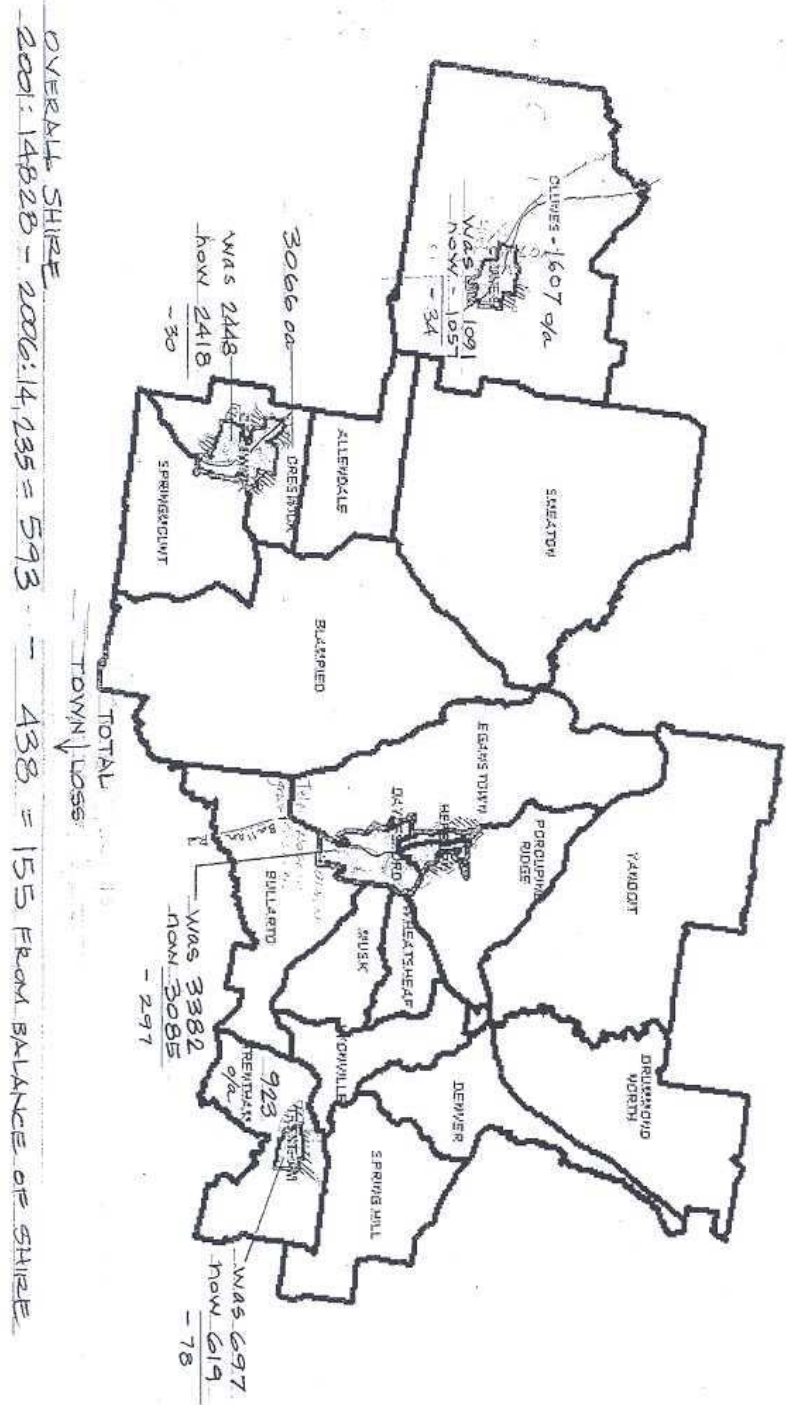 CLUNES - 1607 o/a
was - 1091
now - 1057
- 34
3066 oa
was 2448
now 2418
- 30
SMEATON
ALLENDALE
CRESWICK
SPRINGMOUNT
BLAMPIED
EGANSTOWN
YANDOIT
PORCUPINE
RIDGE
DAYLESFORD
WHEATSHEAF
MUSK
BULLARTO
was 3382
now 3085
- 297
DRUMMOND
NORTH
DENVER
SPRING HILL
923
TRENTHAM
o/a
TRENTHAM
was 697
now 619
- 78
TOTAL
TOWN LOSS
OVERALL SHIRE
2001: 14828 - 2006: 14,235 = 593 - 438 = 155 FROM BALANCE OF SHIRE